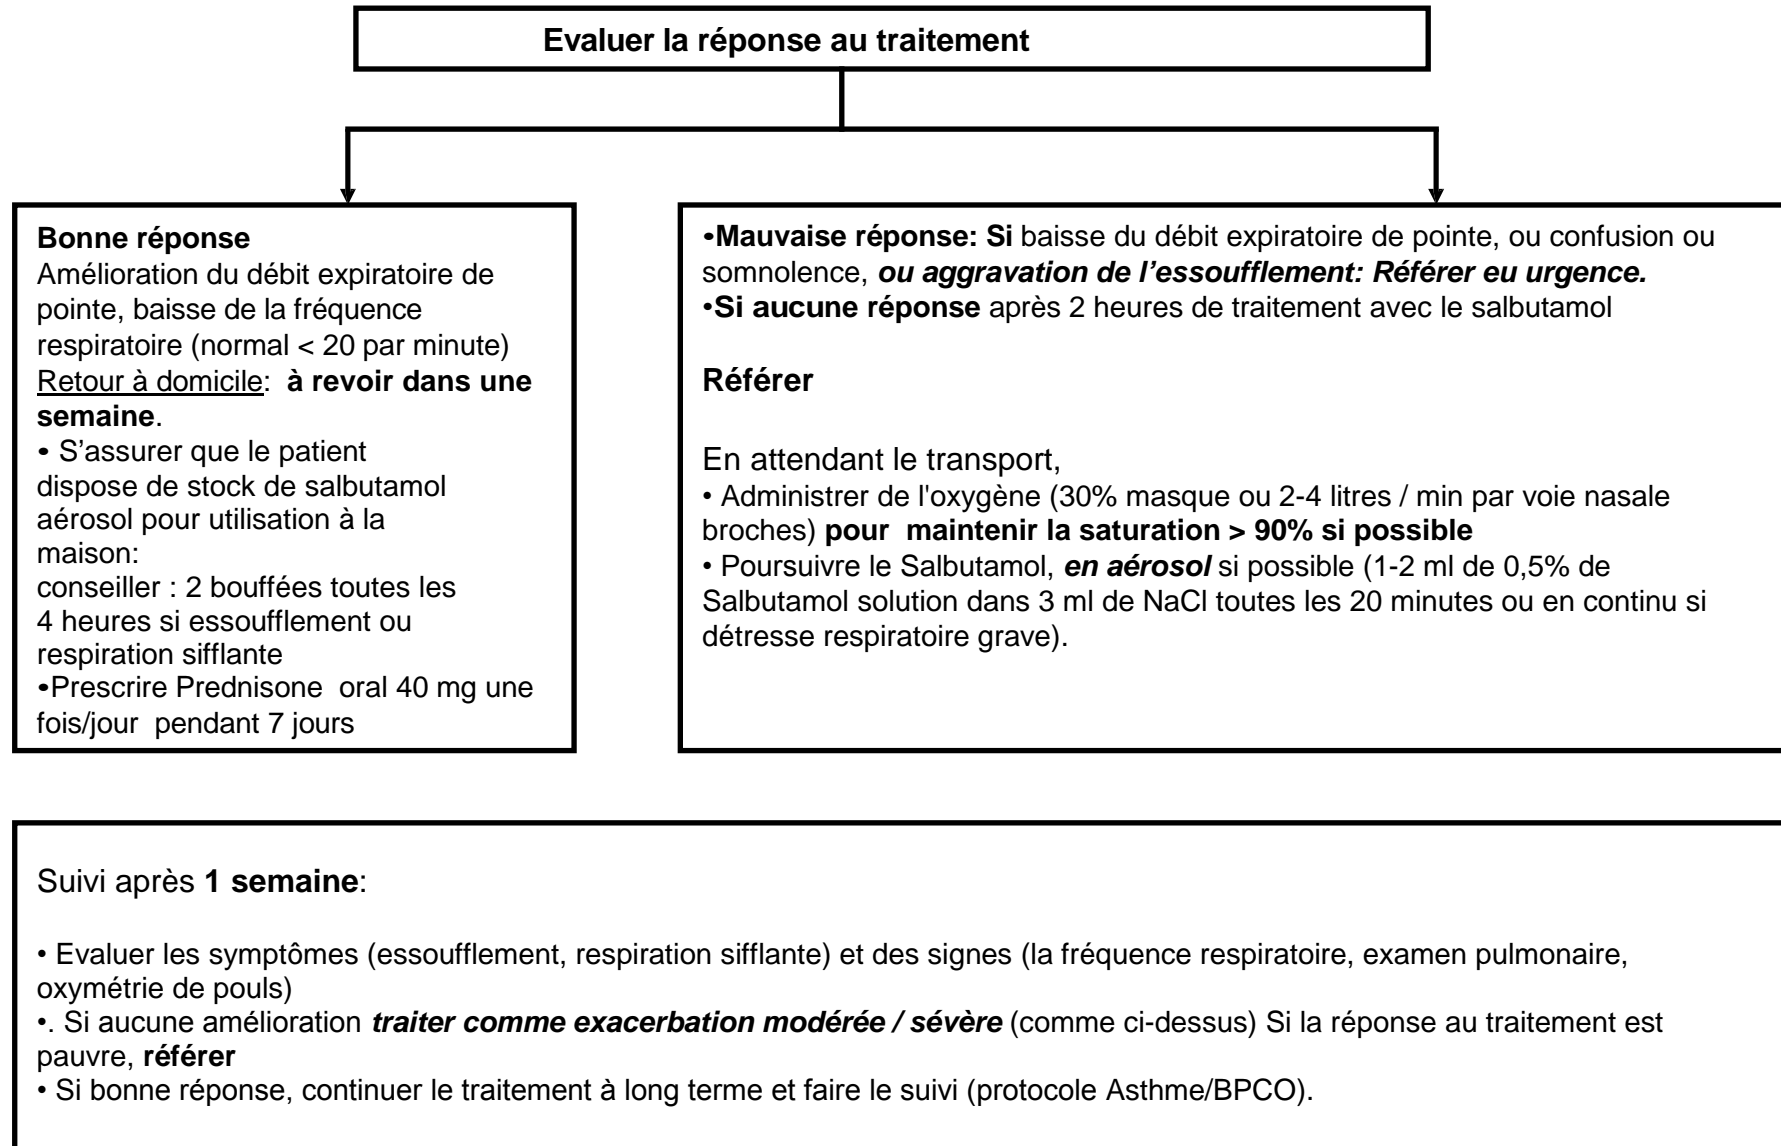 Evaluer la réponse au traitement
Bonne réponse
Amélioration du débit expiratoire de
pointe, baisse de la fréquence
respiratoire (normal < 20 par minute)
Retour à domicile:  à revoir dans une
semaine.
• S’assurer que le patient
dispose de stock de salbutamol
aérosol pour utilisation à la
maison:
conseiller : 2 bouffées toutes les
4 heures si essoufflement ou
respiration sifflante
•Prescrire Prednisone  oral 40 mg une
fois/jour  pendant 7 jours
•Mauvaise réponse: Si baisse du débit expiratoire de pointe, ou confusion ou
somnolence, ou aggravation de l’essoufflement: Référer eu urgence.
•Si aucune réponse après 2 heures de traitement avec le salbutamol
Référer
En attendant le transport,
• Administrer de l'oxygène (30% masque ou 2-4 litres / min par voie nasale
broches) pour  maintenir la saturation > 90% si possible
• Poursuivre le Salbutamol, en aérosol si possible (1-2 ml de 0,5% de
Salbutamol solution dans 3 ml de NaCl toutes les 20 minutes ou en continu si
détresse respiratoire grave).
Suivi après 1 semaine:
• Evaluer les symptômes (essoufflement, respiration sifflante) et des signes (la fréquence respiratoire, examen pulmonaire,
oxymétrie de pouls)
•. Si aucune amélioration traiter comme exacerbation modérée / sévère (comme ci-dessus) Si la réponse au traitement est
pauvre, référer
• Si bonne réponse, continuer le traitement à long terme et faire le suivi (protocole Asthme/BPCO).